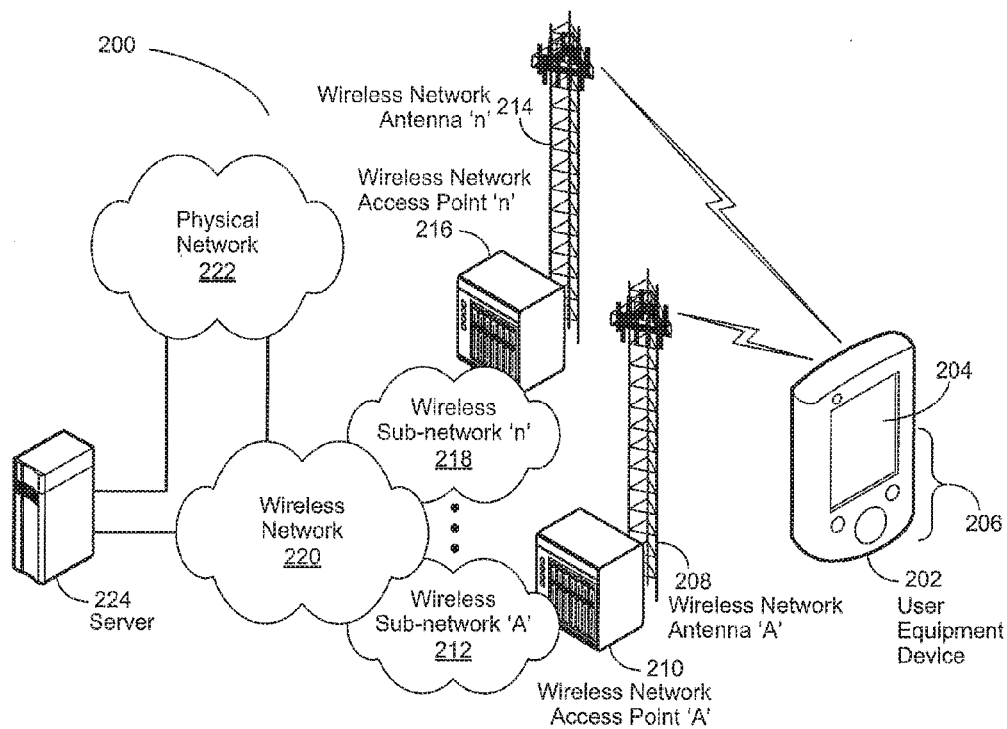 200
Wireless Network
Antenna 'n'
214
Wireless Network
Access Point 'n'
216
Physical
Network
222
Wireless
Sub-network 'n'
218
204
206
Wireless
Network
220
202
User
Equipment
Device
208
Wireless Network
Antenna 'A'
224
Server
Wireless
Sub-network 'A'
212
210
Wireless Network
Access Point 'A'